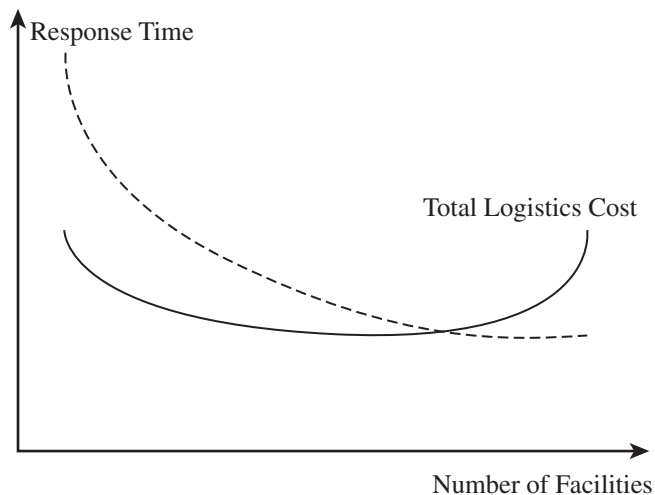 Response Time
Total Logistics Cost
Number of Facilities